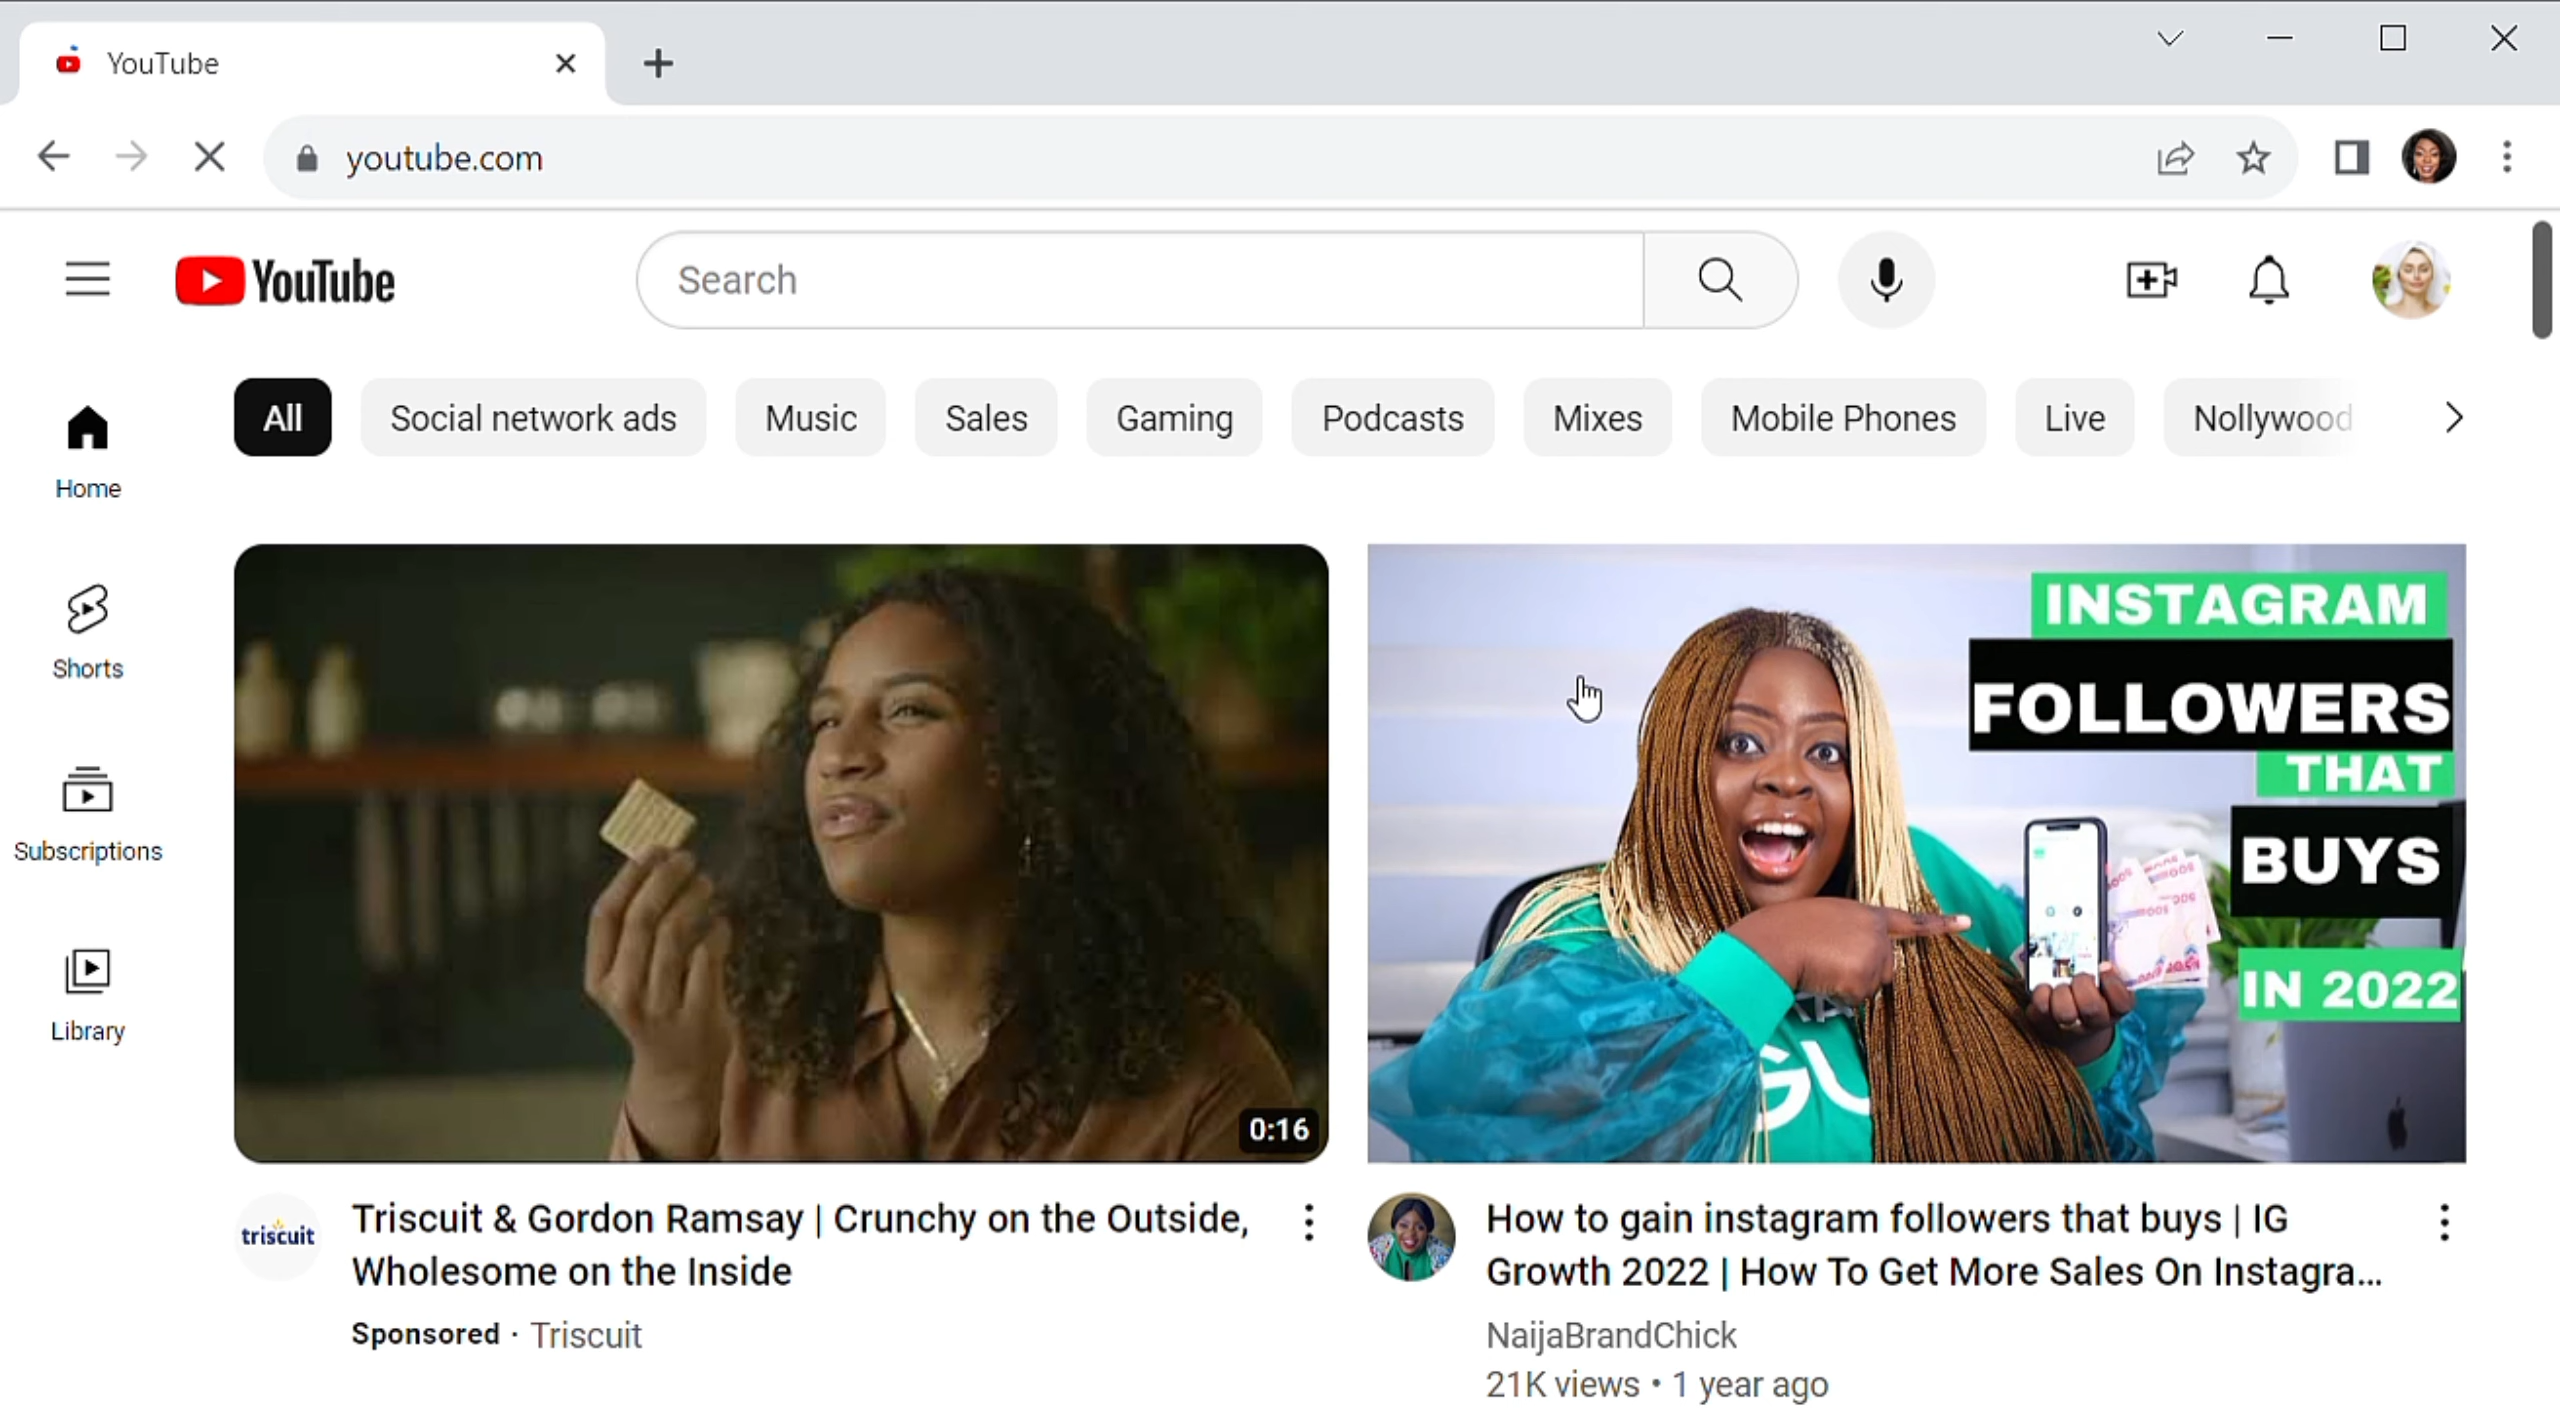 YouTube
youtube.com
YouTube
Search
All
Social network ads
Music
Sales
Gaming
Podcasts
Mixes
Mobile Phones
Live
Nollywood
Home
Shorts
Subscriptions
Library
0:16
INSTAGRAM
FOLLOWERS
THAT
BUYS
IN 2022
GU
triscuit
Triscuit & Gordon Ramsay | Crunchy on the Outside,
Wholesome on the Inside
Sponsored · Triscuit
How to gain instagram followers that buys | IG
Growth 2022 | How To Get More Sales On Instagra...
NaijaBrandChick
21K views • 1 year ago